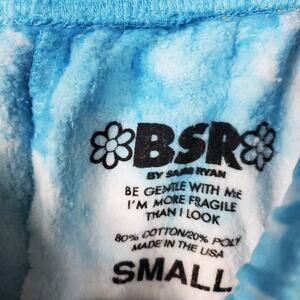 BSR
BY SAMI RYAN
BE GENTLE WITH ME
I'M MORE FRAGILE
THAN I LOOK
80% COTTON/20% POLY
MADE IN THE USA
SMALL